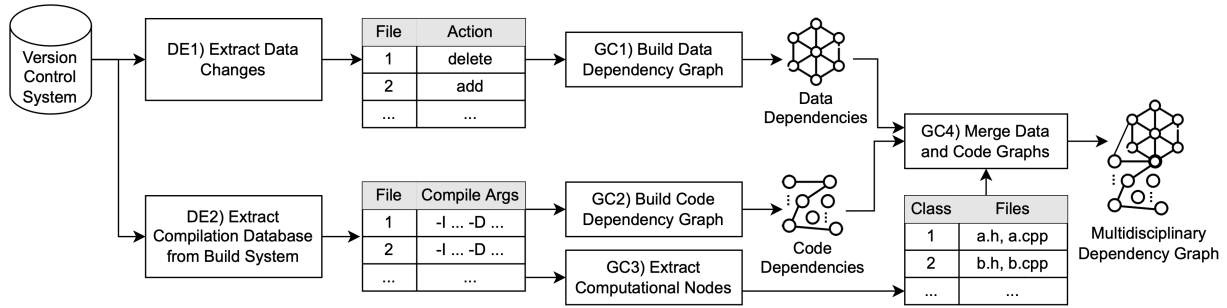 Version
Control
System
DE1) Extract Data
Changes
File Action
1 delete
2 add
... ...
GC1) Build Data
Dependency Graph
Data
Dependencies
DE2) Extract
Compilation Database
from Build System
File Compile Args
1 -I ... -D ...
2 -I ... -D ...
... ...
GC2) Build Code
Dependency Graph
Code
Dependencies
GC3) Extract
Computational Nodes
GC4) Merge Data
and Code Graphs
Class Files
1 a.h, a.cpp
2 b.h, b.cpp
... ...
Multidisciplinary
Dependency Graph